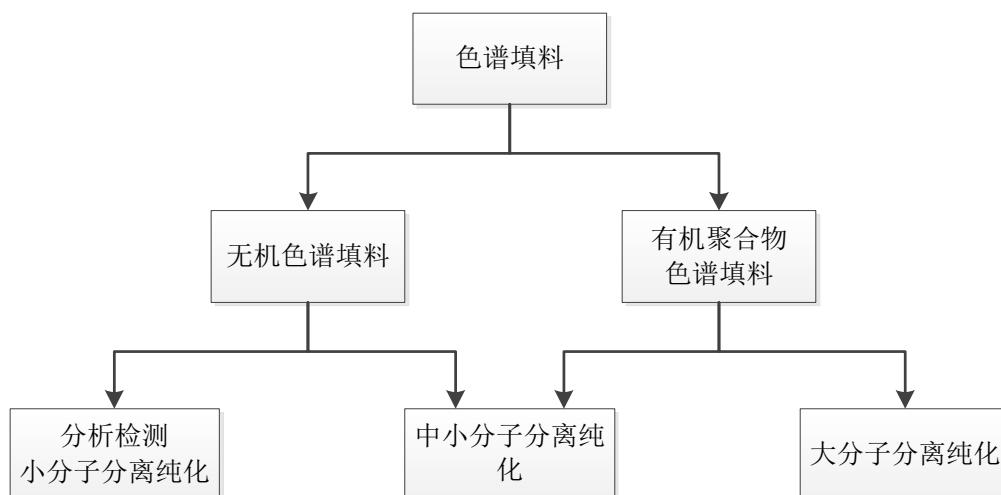 色谱填料
无机色谱填料
有机聚合物
色谱填料
分析检测
小分子分离纯化
中小分子分离纯
化
大分子分离纯化